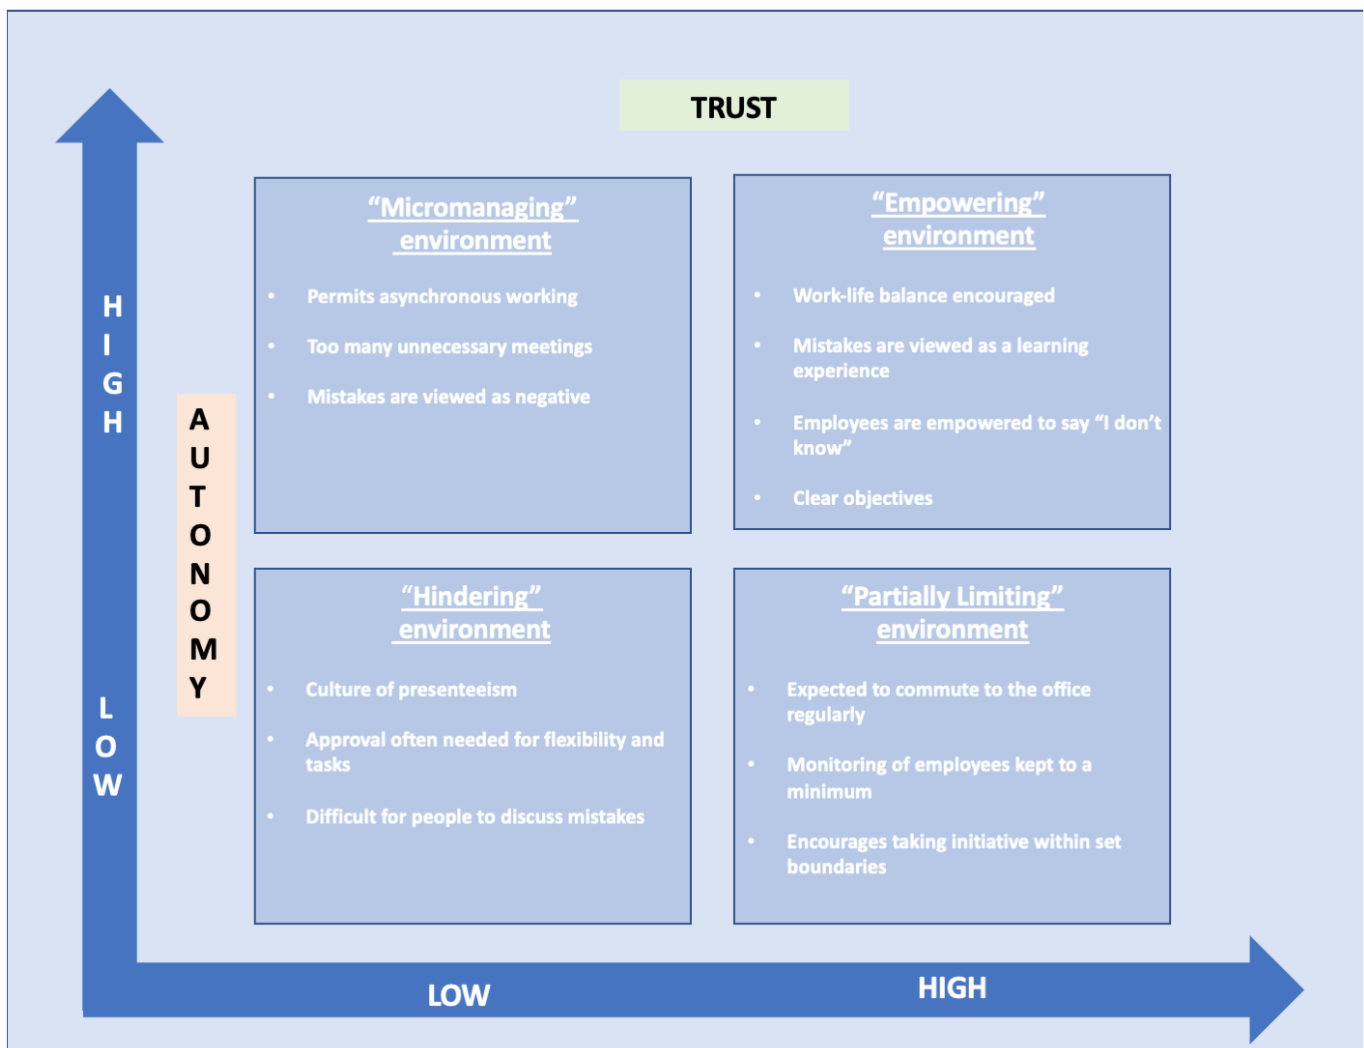 TRUST
“Micromanaging”
environment
• Permits asynchronous working
• Too many unnecessary meetings
• Mistakes are viewed as negative
“Empowering”
environment
• Work-life balance encouraged
• Mistakes are viewed as a learning
experience
• Employees are empowered to say “I don’t
know”
• Clear objectives
HIGH
AUTONOMY
LOW
“Hindering”
environment
• Culture of presenteeism
• Approval often needed for flexibility and
tasks
• Difficult for people to discuss mistakes
“Partially Limiting”
environment
• Expected to commute to the office
regularly
• Monitoring of employees kept to a
minimum
• Encourages taking initiative within set
boundaries
LOW
HIGH